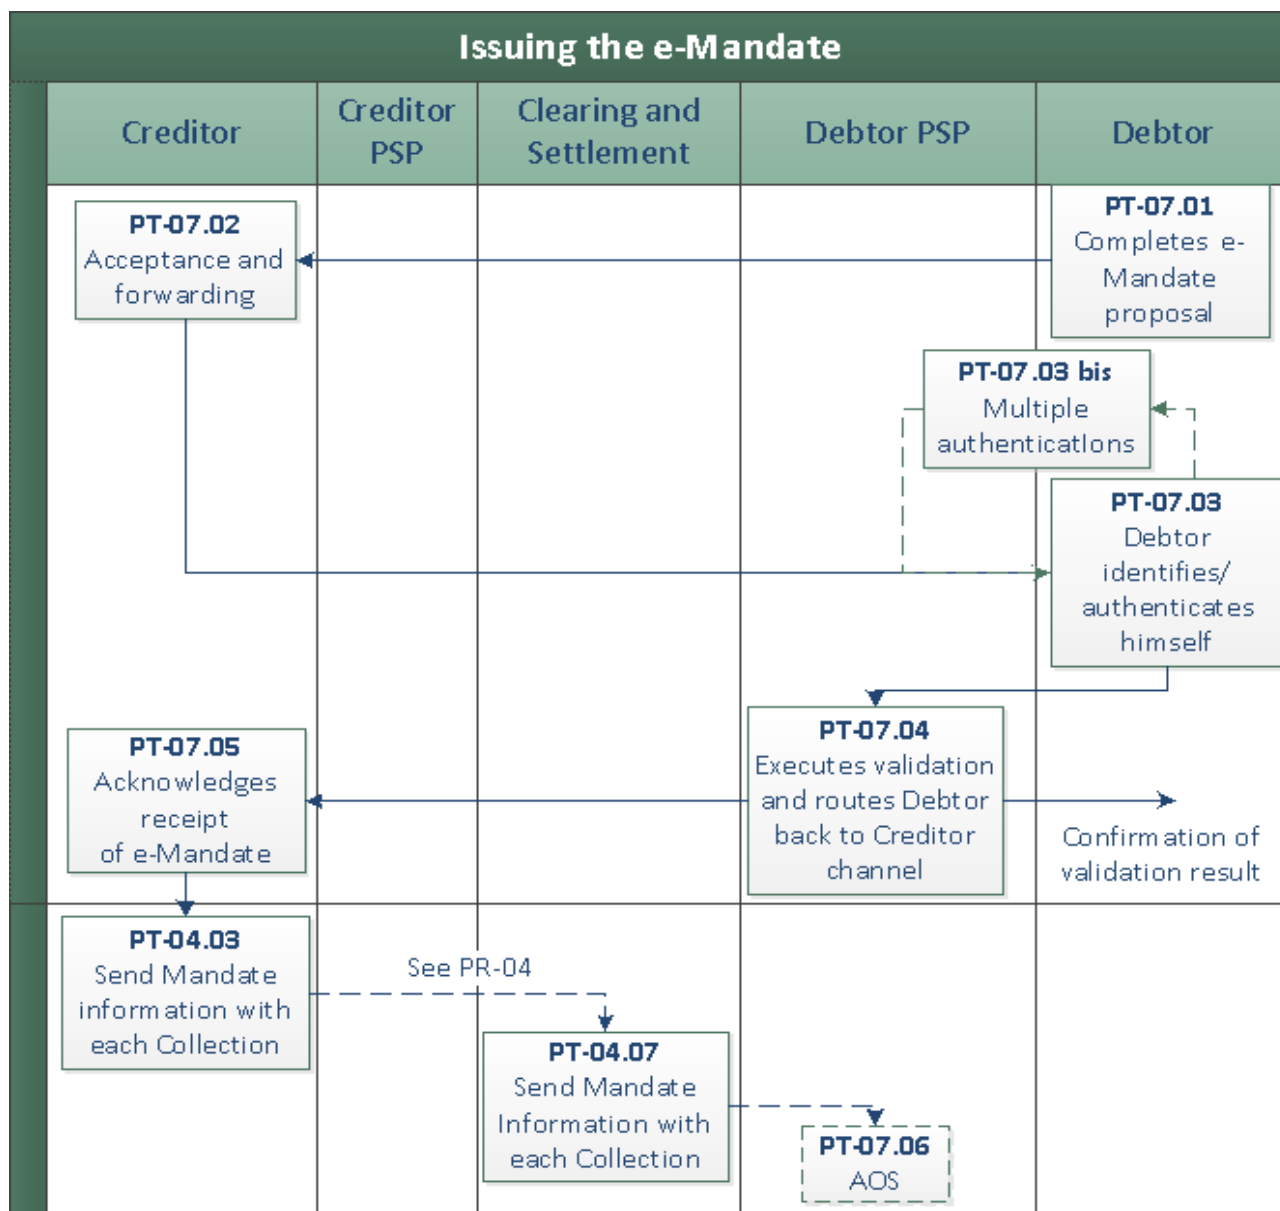 Issuing the e-Mandate
Creditor
Creditor
PSP
Clearing and
Settlement
Debtor PSP
Debtor
PT-07.01
Completes e-
Mandate
proposal
PT-07.02
Acceptance and
forwarding
PT-07.03 bis
Multiple
authentications
PT-07.03
Debtor
identifies/
authenticates
himself
PT-07.04
Executes validation
and routes Debtor
back to Creditor
channel
Confirmation of
validation result
PT-07.05
Acknowledges
receipt
of e-Mandate
PT-04.03
Send Mandate
information with
each Collection
See PR-04
PT-04.07
Send Mandate
Information with
each Collection
PT-07.06
AOS